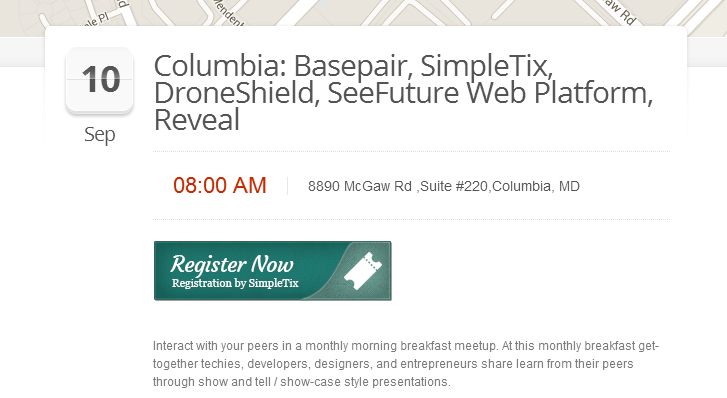 le Pl
McGaw Rd
10
Sep
Columbia: Basepair, SimpleTix,
DroneShield, SeeFuture Web Platform,
Reveal
08:00 AM
8890 McGaw Rd ,Suite #220,Columbia, MD
Register Now
Registration by SimpleTix
Interact with your peers in a monthly morning breakfast meetup. At this monthly breakfast get-
together techies, developers, designers, and entrepreneurs share learn from their peers
through show and tell / show-case style presentations.